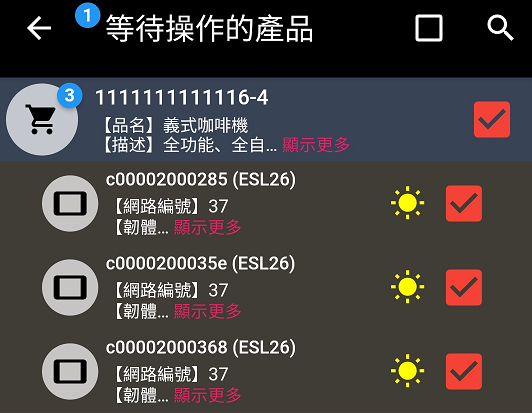 1
等待操作的產品
3
1111111111116-4
【品名】義式咖啡機
【描述】全功能、全自... 顯示更多
c00002000285 (ESL26)
【網路編號】37
【韌體... 顯示更多
c0000200035e (ESL26)
【網路編號】37
【韌體... 顯示更多
c00002000368 (ESL26)
【網路編號】37
【韌體... 顯示更多